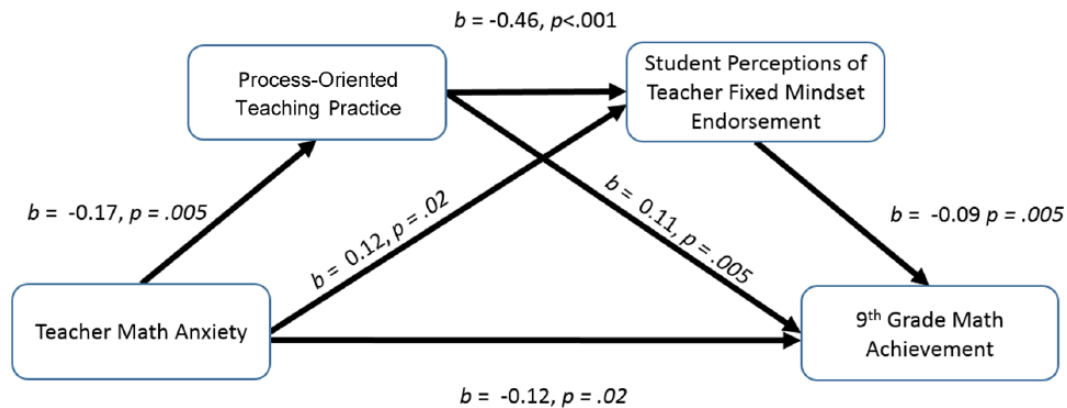 b = -0.46, p<.001
Process-Oriented
Teaching Practice
Student Perceptions of
Teacher Fixed Mindset
Endorsement
b = -0.17, p = .005
b = 0.12, p = .02
b = 0.11, p = .005
b = -0.09 p = .005
Teacher Math Anxiety
9th Grade Math
Achievement
b = -0.12, p = .02